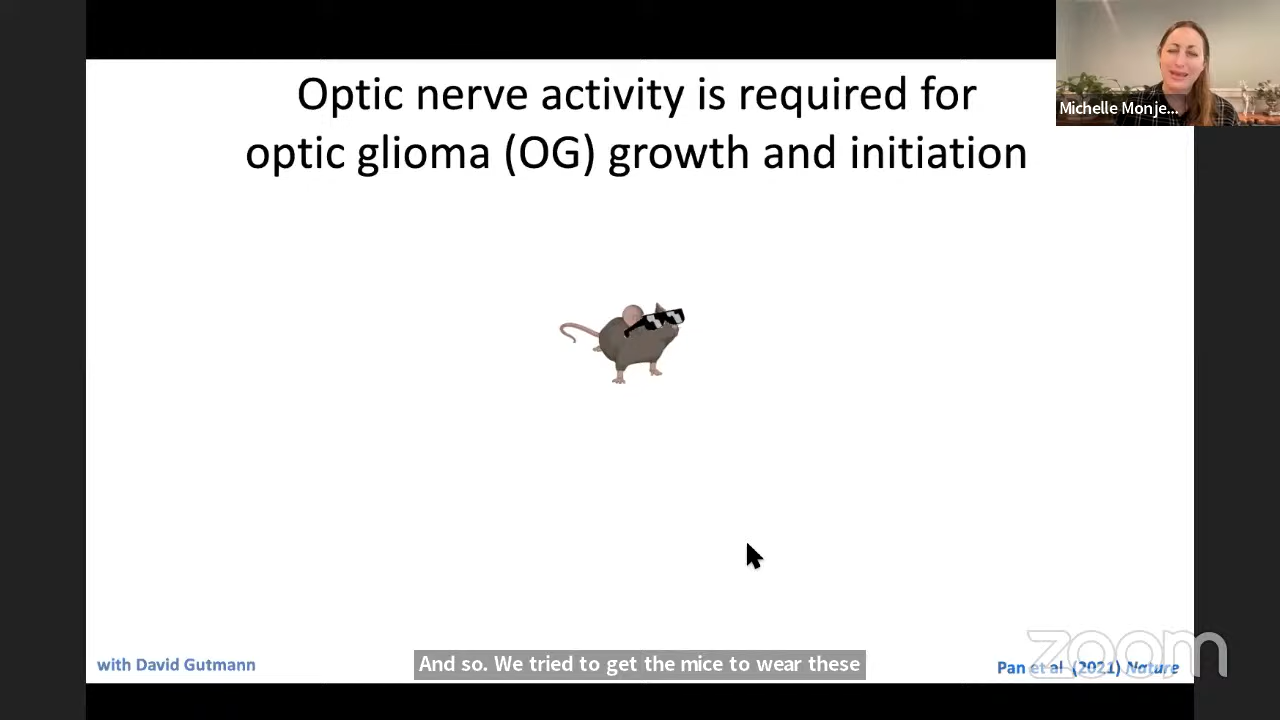 Optic nerve activity is required for
optic glioma (OG) growth and initiation
Michelle Monje...
with David Gutmann
And so. We tried to get the mice to wear these
Pan et al (2021) Nature
zoom